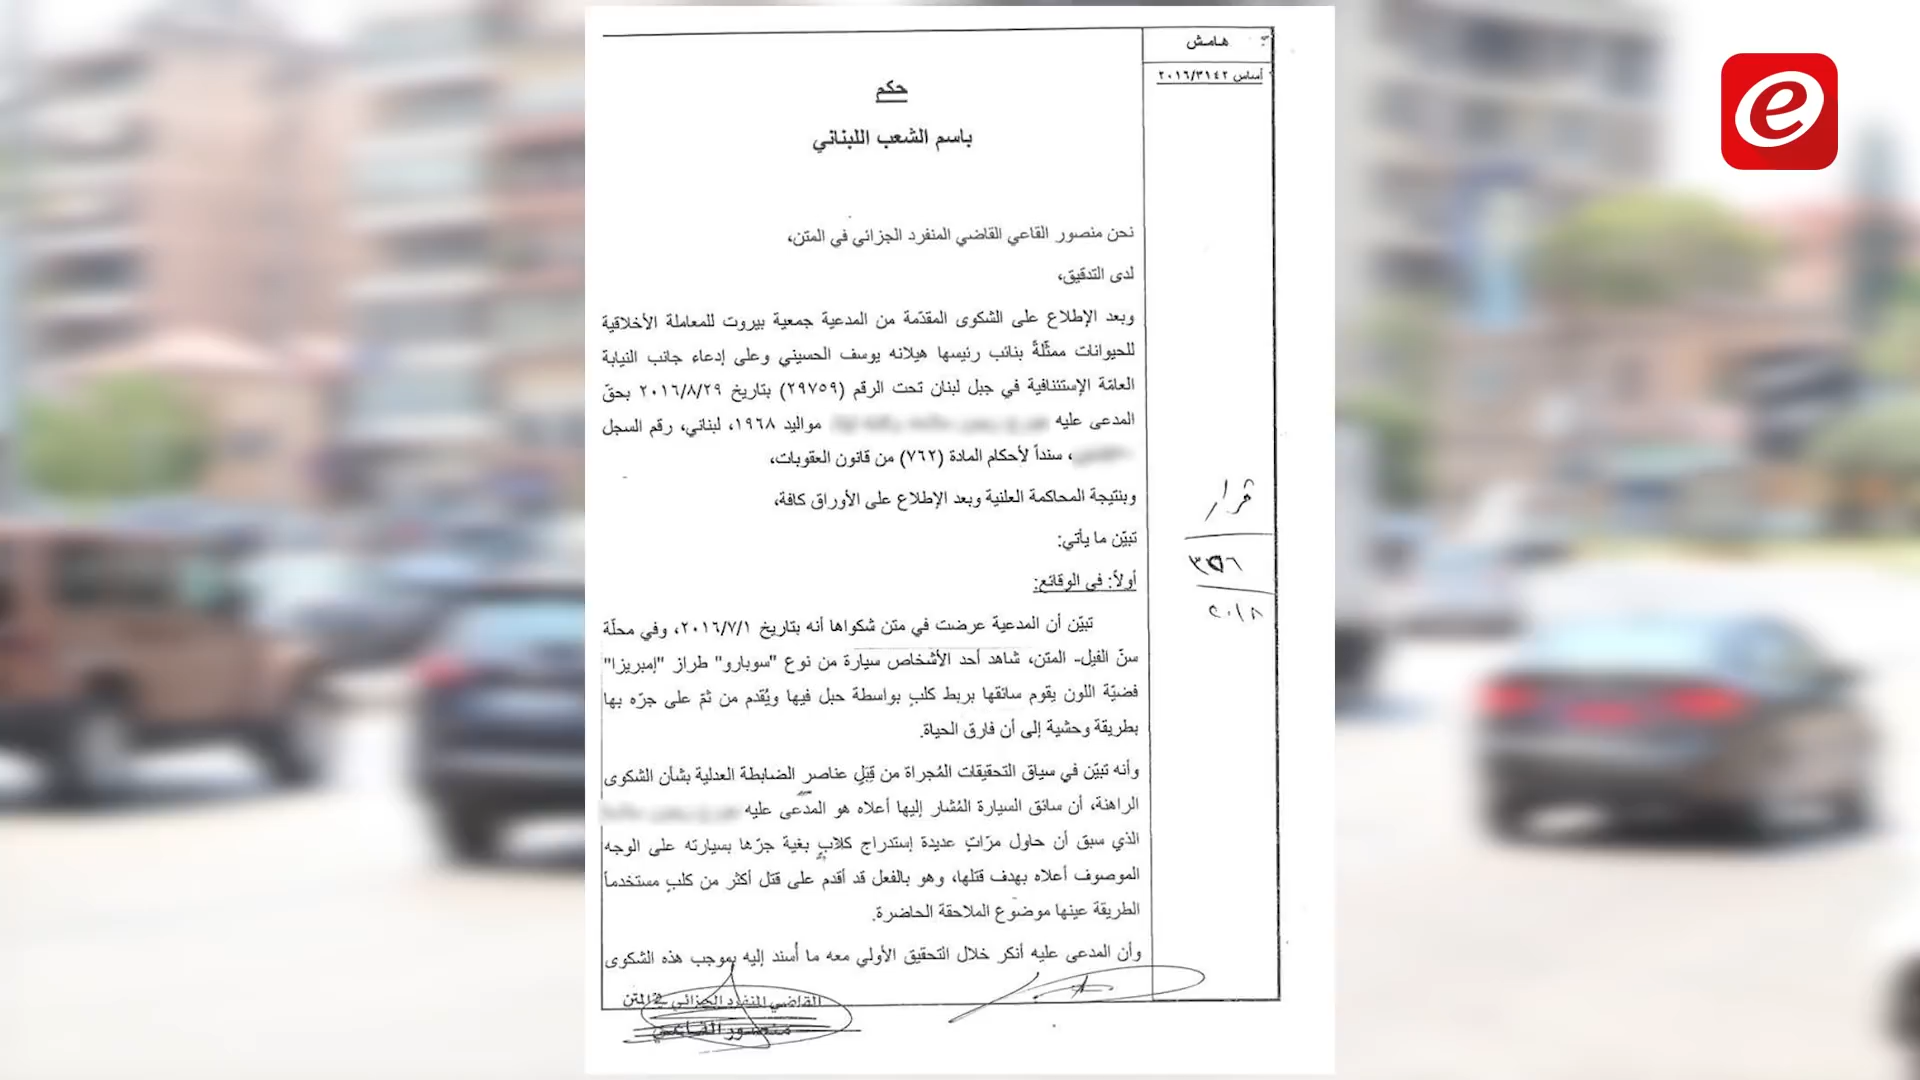 هامش
أساس ٢٠١٦/٣١٤٢
حكم
باسم الشعب اللبناني
نحن منصور القاعي القاضي المنفرد الجزائي في المتن،
لدى التدقيق،
وبعد الإطلاع على الشكوى المقدّمة من المدعية جمعية بيروت للمعاملة الأخلاقية
للحيوانات ممثّلةً بنائب رئيسها هيلانه يوسف الحسيني وعلى إدعاء جانب النيابة
العامّة الإستئنافية في جبل لبنان تحت الرقم (٢٩٧٥٩) بتاريخ ٢٠١٦/٨/٢٩ بحقّ
المدعى عليه مواليد ١٩٦٨، لبناني، رقم السجل
، سنداً لأحكام المادة (٧٦٢) من قانون العقوبات،
وبنتيجة المحاكمة العلنية وبعد الإطلاع على الأوراق كافة،
تبيّن ما يأتي:
أولاً: في الوقائع:
تبيّن أن المدعية عرضت في متن شكواها أنه بتاريخ ٢٠١٦/٧/١، وفي محلّة
سنّ الفيل- المتن، شاهد أحد الأشخاص سيارة من نوع "سوبارو" طراز "إمبريزا"
فضيّة اللون يقوم سائقها بربط كلبٍ بواسطة حبل فيها ويُقدم من ثمّ على جرّه بها
بطريقة وحشية إلى أن فارق الحياة.
وأنه تبيّن في سياق التحقيقات المُجراة من قِبَلِ عناصر الضابطة العدلية بشأن الشكوى
الراهنة، أن سائق السيارة المُشار إليها أعلاه هو المدّعى عليه
الذي سبق أن حاول مرّاتٍ عديدة إستدراج كلابٍ بغية جرّها بسيارته على الوجه
الموصوف أعلاه بهدف قتلها، وهو بالفعل قد أقدم على قتل أكثر من كلبٍ مستخدماً
الطريقة عينها موضوع الملاحقة الحاضرة.
وأن المدعى عليه أنكر خلال التحقيق الأولي معه ما أُسند إليه بموجب هذه الشكوى
القاضي المنفرد الجزائي في المتن
منصور القاعي
قرار
٣٥٦
٢٠١٨
e